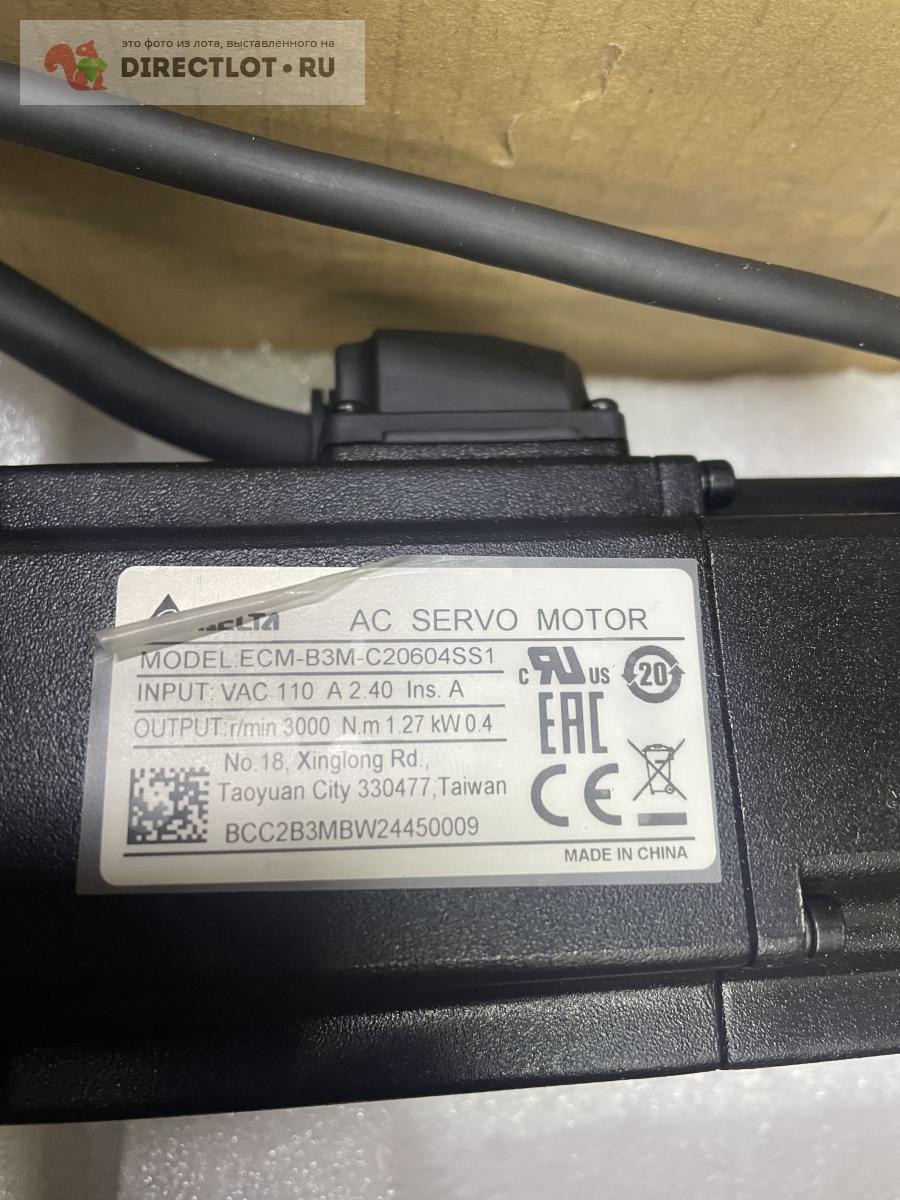 это фото из лота, выставленного на
DIRECTLOT•RU
DELTA AC SERVO MOTOR
MODEL:ECM-B3M-C20604SS1
INPUT: VAC 110 A 2.40 Ins. A
OUTPUT:r/min 3000 N.m 1.27 kW 0.4
No.18, Xinglong Rd.,
Taoyuan City 330477,Taiwan
BCC2B3MBW24450009
c RU US 20
EAC
CE
MADE IN CHINA